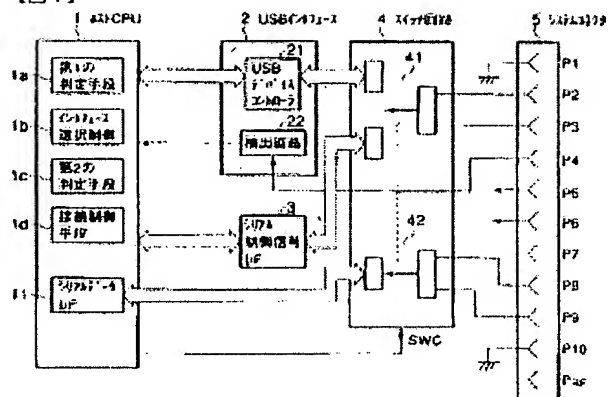 1 ホストCPU
2 USBインタフェース
4 スイッチ回路
5 システムコネクタ
1a
第1の
判定手段
1b
インタフェース
選択制御
1c
第2の
判定手段
1d
接続制御
手段
11
シリアルデータ
I/F
21
USB
デバイス
コントローラ
22
検出回路
3
シリアル
制御信号
I/F
41
42
SWC
P1
P2
P3
P4
P5
P6
P7
P8
P9
P10